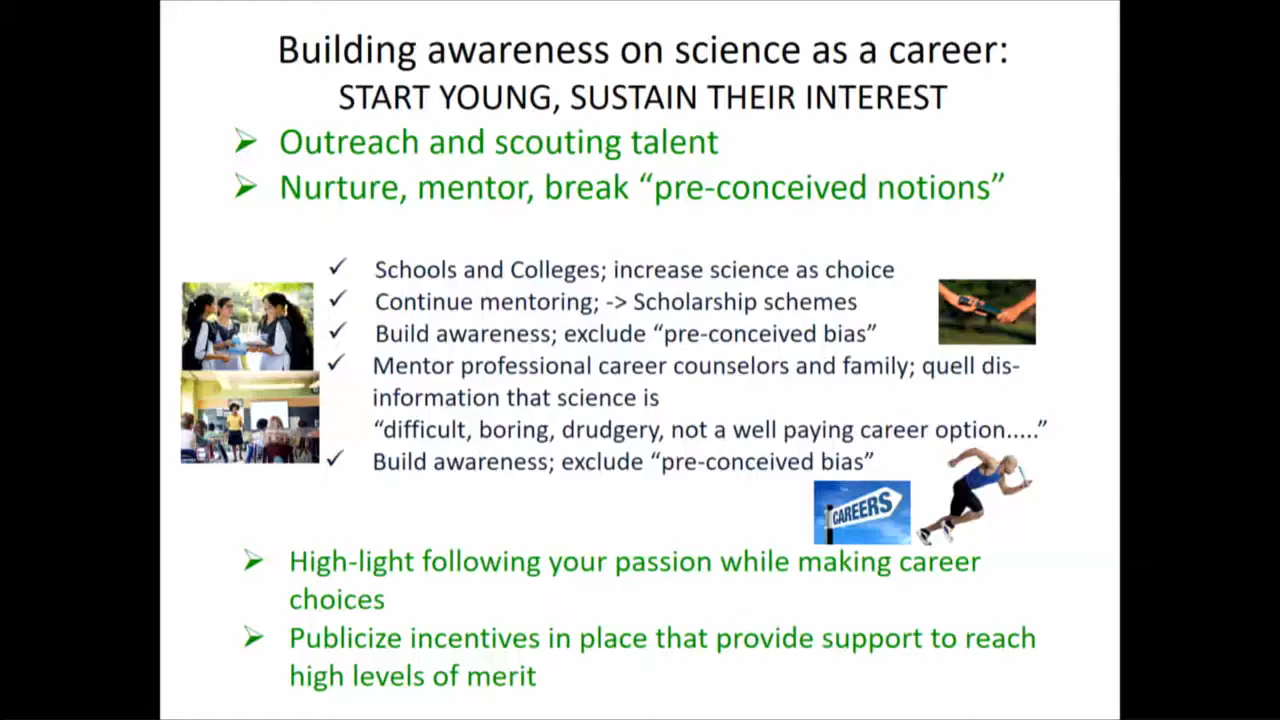 Building awareness on science as a career:
START YOUNG, SUSTAIN THEIR INTEREST
➢ Outreach and scouting talent
➢ Nurture, mentor, break “pre-conceived notions”
✓ Schools and Colleges; increase science as choice
✓ Continue mentoring; -> Scholarship schemes
✓ Build awareness; exclude “pre-conceived bias”
✓ Mentor professional career counselors and family; quell dis-
information that science is
“difficult, boring, drudgery, not a well paying career option.....”
✓ Build awareness; exclude “pre-conceived bias”
CAREERS
➢ High-light following your passion while making career
choices
➢ Publicize incentives in place that provide support to reach
high levels of merit